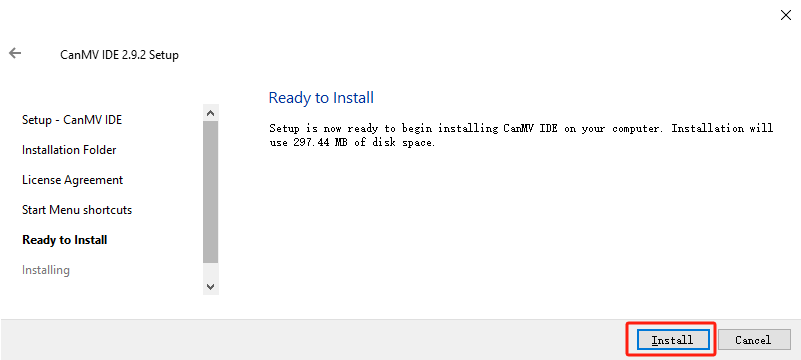 CanMV IDE 2.9.2 Setup
Setup - CanMV IDE
Installation Folder
License Agreement
Start Menu shortcuts
Ready to Install
Installing
Ready to Install
Setup is now ready to begin installing CanMV IDE on your computer. Installation will
use 297.44 MB of disk space.
Install
Cancel